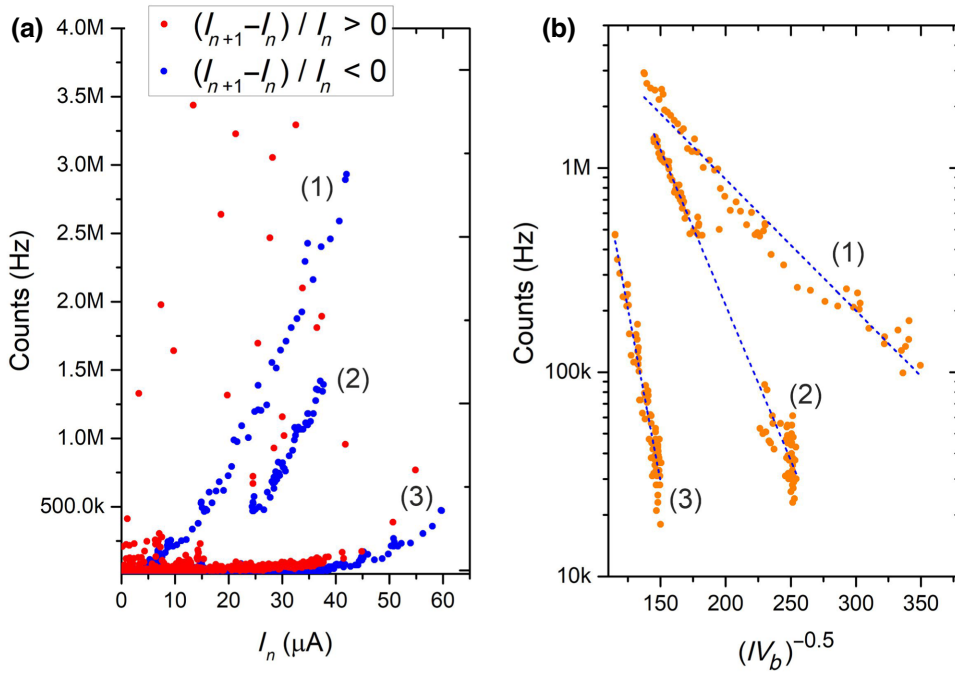 (a)
(I_{n+1}−I_n) / I_n > 0
(I_{n+1}−I_n) / I_n < 0
4.0M
3.5M
3.0M
2.5M
2.0M
1.5M
1.0M
500.0k
Counts (Hz)
(1)
(2)
(3)
0 10 20 30 40 50 60
I_n (μA)
(b)
1M
100k
10k
Counts (Hz)
(1)
(2)
(3)
150 200 250 300 350
(IV_b)^{−0.5}